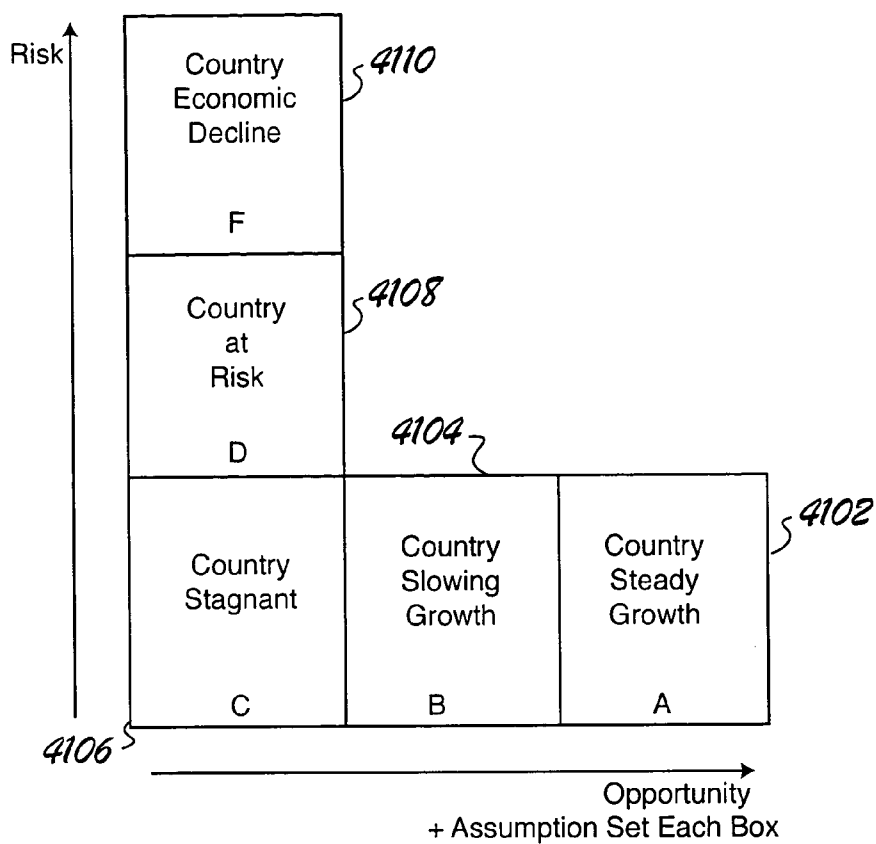 Risk
Country
Economic
Decline
F
4110
Country
at
Risk
D
4108
4104
Country
Stagnant
C
4106
Country
Slowing
Growth
B
Country
Steady
Growth
A
4102
Opportunity
+ Assumption Set Each Box